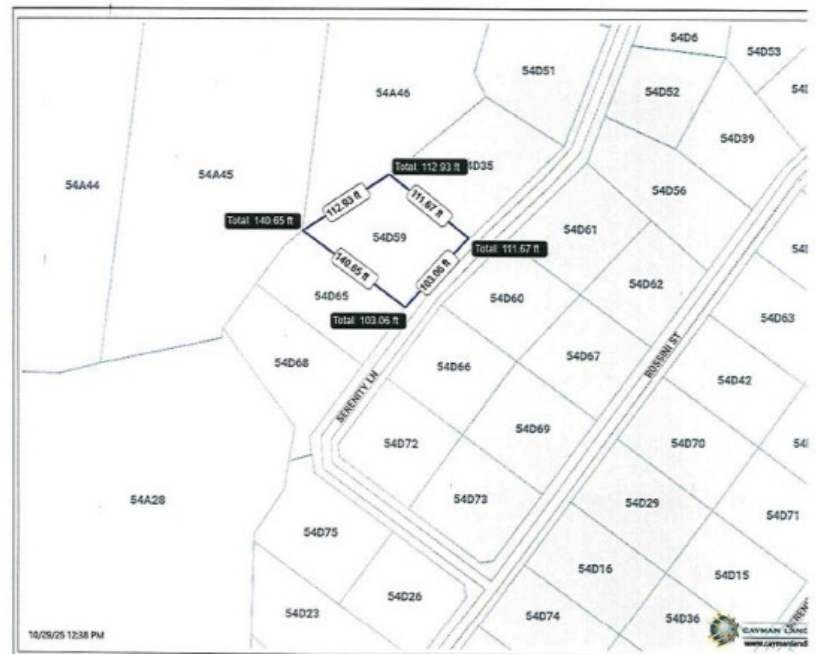 54D6
54D53
54D51
54A46
54D52
54D39
Total: 112.93 ft
54D35
54A44
54A45
112.93 ft
111.67 ft
54D56
Total: 140.65 ft
54D59
54D61
Total: 111.67 ft
140.65 ft
103.06 ft
54D65
54D60
54D62
Total: 103.06 ft
54D63
54D68
54D66
54D67
ROSSINI ST
54D42
SERENITY LN
54D72
54D69
54D70
54A28
54D73
54D29
54D71
54D75
54D16
54D15
54D26
54D23
54D74
54D36
10/29/25 12:38 PM
CAYMAN LAND
www.caymanland